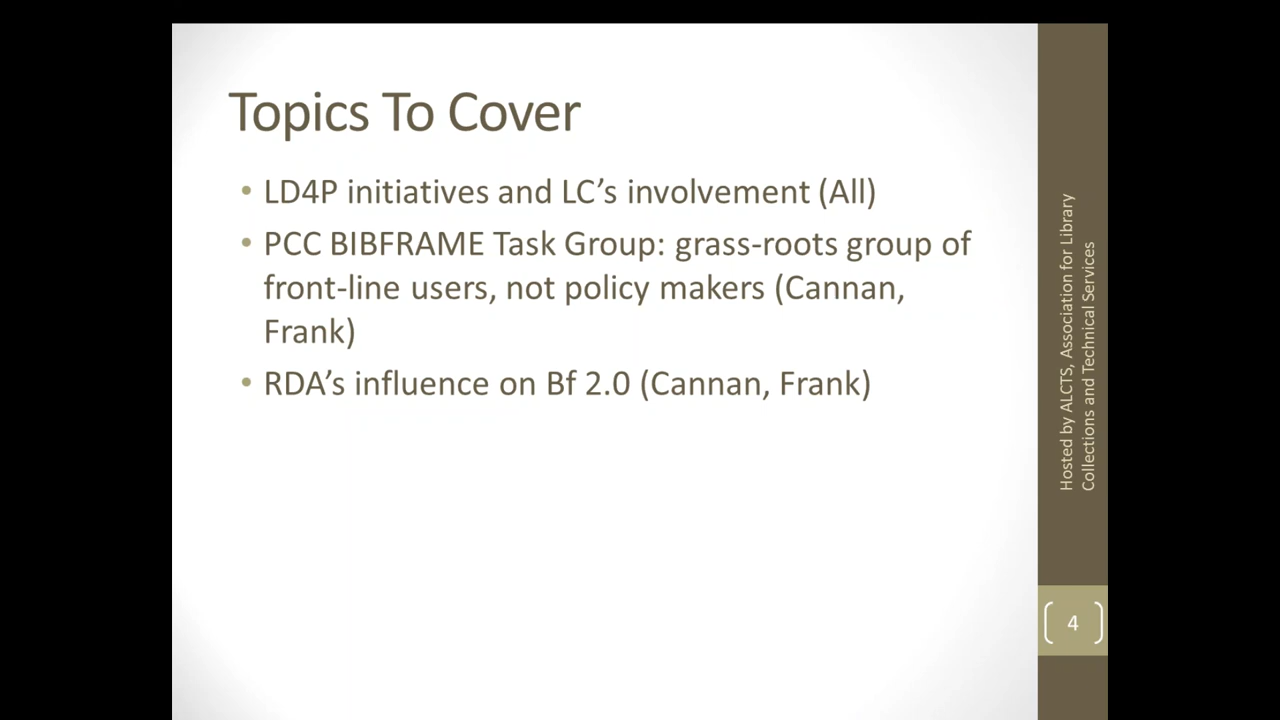 Topics To Cover
• LD4P initiatives and LC’s involvement (All)
• PCC BIBFRAME Task Group: grass-roots group of
front-line users, not policy makers (Cannan,
Frank)
• RDA’s influence on Bf 2.0 (Cannan, Frank)
Hosted by ALCTS, Association for Library
Collections and Technical Services
4